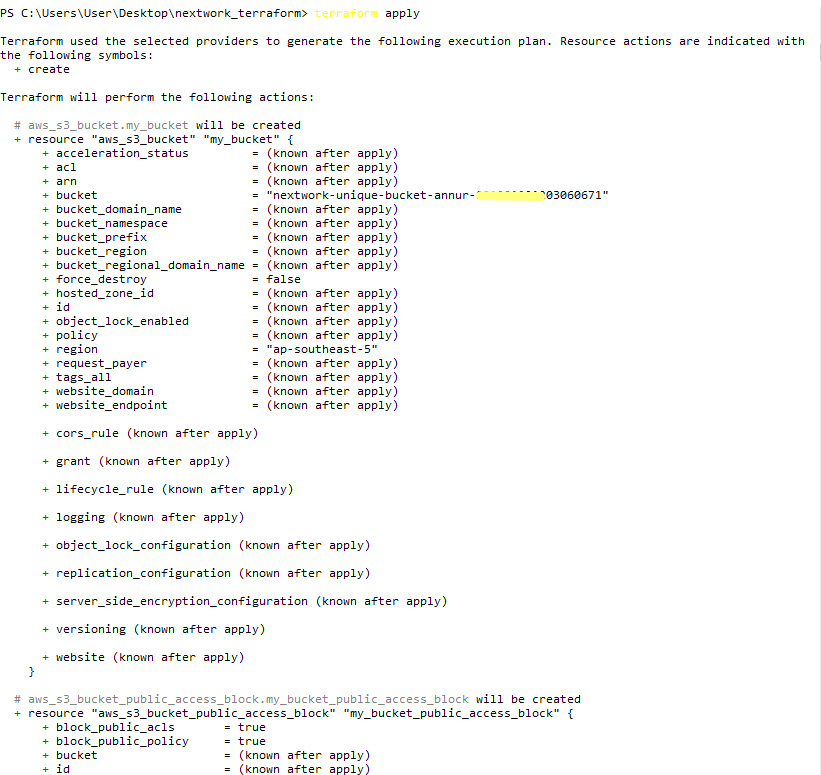 PS C:\Users\User\Desktop\nextwork_terraform> terraform apply
Terraform used the selected providers to generate the following execution plan. Resource actions are indicated with
the following symbols:
  + create
Terraform will perform the following actions:
  # aws_s3_bucket.my_bucket will be created
  + resource "aws_s3_bucket" "my_bucket" {
      + acceleration_status         = (known after apply)
      + acl                         = (known after apply)
      + arn                         = (known after apply)
      + bucket                      = "nextwork-unique-bucket-annur-03060671"
      + bucket_domain_name          = (known after apply)
      + bucket_namespace            = (known after apply)
      + bucket_prefix               = (known after apply)
      + bucket_region               = (known after apply)
      + bucket_regional_domain_name = (known after apply)
      + force_destroy               = false
      + hosted_zone_id              = (known after apply)
      + id                          = (known after apply)
      + object_lock_enabled         = (known after apply)
      + policy                      = (known after apply)
      + region                      = "ap-southeast-5"
      + request_payer               = (known after apply)
      + tags_all                    = (known after apply)
      + website_domain              = (known after apply)
      + website_endpoint            = (known after apply)
      + cors_rule (known after apply)
      + grant (known after apply)
      + lifecycle_rule (known after apply)
      + logging (known after apply)
      + object_lock_configuration (known after apply)
      + replication_configuration (known after apply)
      + server_side_encryption_configuration (known after apply)
      + versioning (known after apply)
      + website (known after apply)
    }
  # aws_s3_bucket_public_access_block.my_bucket_public_access_block will be created
  + resource "aws_s3_bucket_public_access_block" "my_bucket_public_access_block" {
      + block_public_acls       = true
      + block_public_policy     = true
      + bucket                  = (known after apply)
      + id                      = (known after apply)